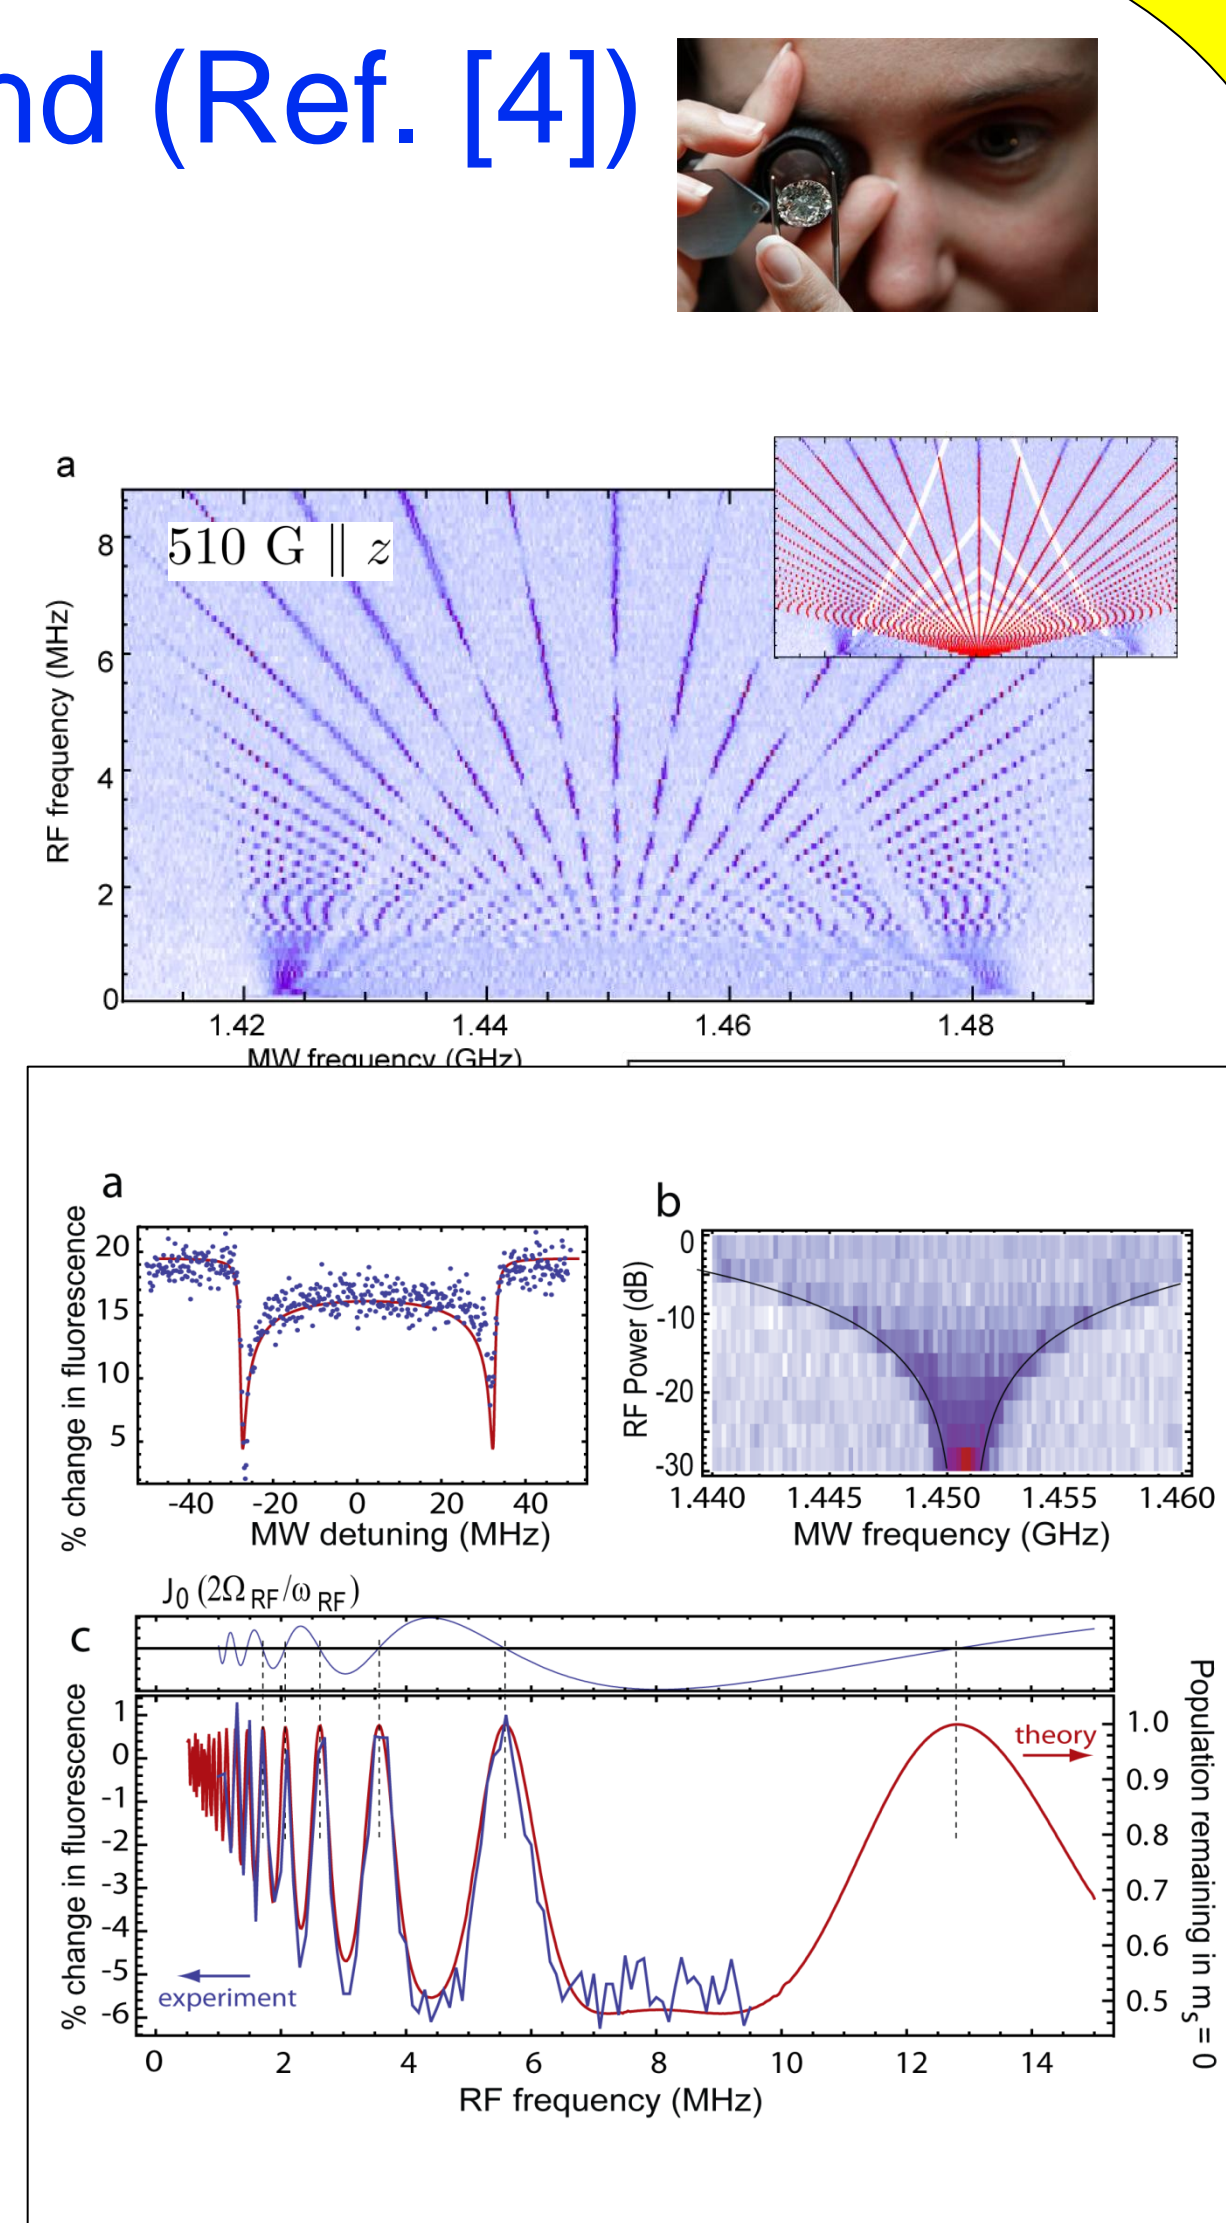 nd (Ref. [4])
a
510 G ∥ z
RF frequency (MHz)
8
6
4
2
0
1.42 1.44 1.46 1.48
MW frequency (GHz)
a
% change in fluorescence
20
15
10
5
-40 -20 0 20 40
MW detuning (MHz)
b
RF Power (dB)
0
-10
-20
-30
1.440 1.445 1.450 1.455 1.460
MW frequency (GHz)
J0 (2ΩRF/ωRF)
c
% change in fluorescence
1
0
-1
-2
-3
-4
-5
-6
theory
experiment
1.0
0.9
0.8
0.7
0.6
0.5
Population remaining in ms = 0
0 2 4 6 8 10 12 14
RF frequency (MHz)